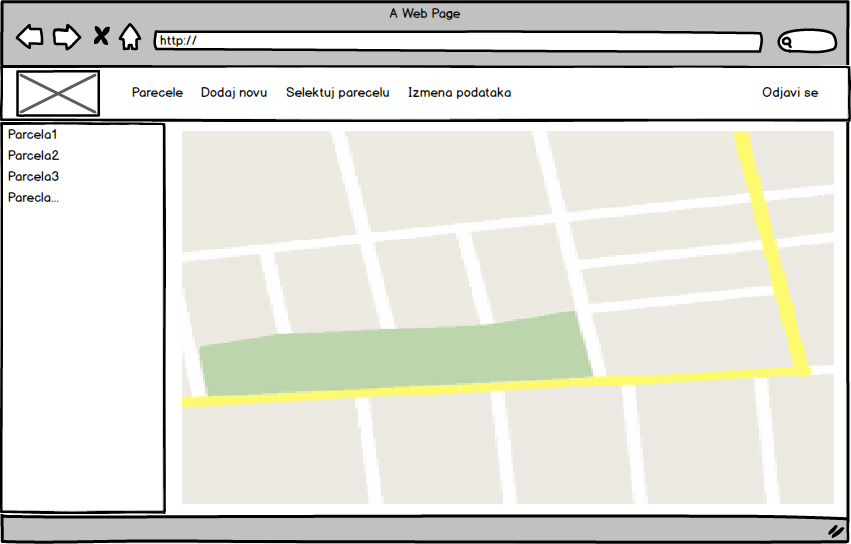 A Web Page
http://
Parecele Dodaj novu Selektuj parecelu Izmena podataka Odjavi se
Parcela1
Parcela2
Parcela3
Parecla...